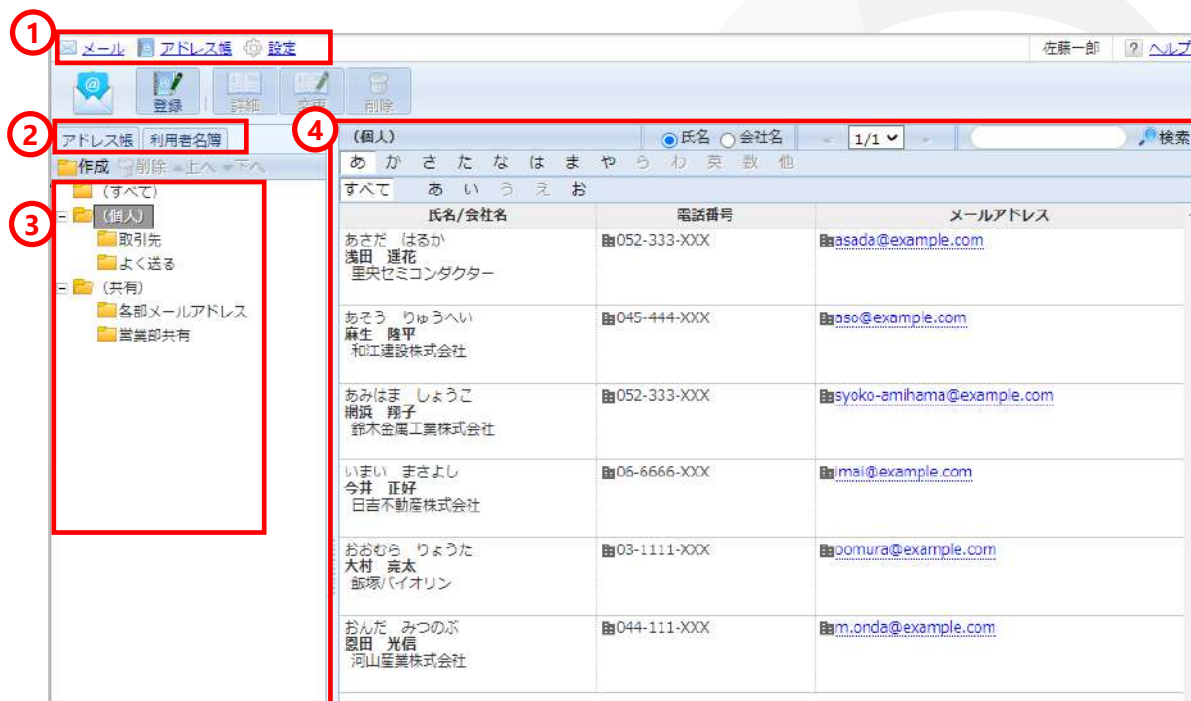 1
メール アドレス帳 設定 佐藤一郎 ? ヘルプ
登録 詳細 変更 削除
2
アドレス帳 利用者名簿
作成 削除 上へ 下へ
3
(すべて)
(個人)
取引先
よく送る
(共有)
各部メールアドレス
営業部共有
4
(個人) 氏名 会社名 1/1 検索
あ か さ た な は ま や ら わ 英 数 他
すべて あ い う え お
氏名/会社名 電話番号 メールアドレス
あさだ はるか 052-333-XXX asada@example.com
浅田 遥花
里央セミコンダクター
あそう りゅうへい 045-444-XXX aso@example.com
麻生 隆平
和江建設株式会社
あみはま しょうこ 052-333-XXX syoko-amihama@example.com
網浜 翔子
鈴木金属工業株式会社
いまい まさよし 06-6666-XXX imai@example.com
今井 正好
日吉不動産株式会社
おおむら りょうた 03-1111-XXX oomura@example.com
大村 亮太
飯塚バイオリン
おんだ みつのぶ 044-111-XXX m.onda@example.com
恩田 光信
河山産業株式会社